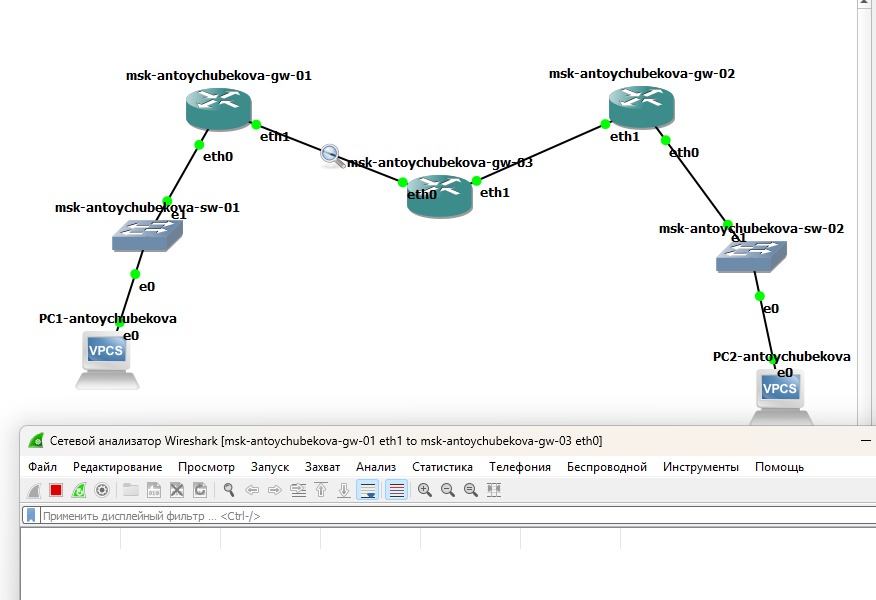 msk-antoychubekova-gw-01
msk-antoychubekova-gw-02
eth1
eth0
eth1
eth0
msk-antoychubekova-gw-03
eth0
eth1
msk-antoychubekova-sw-01
e1
msk-antoychubekova-sw-02
e1
e0
e0
PC1-antoychubekova
e0
VPCS
PC2-antoychubekova
e0
VPCS
Сетевой анализатор Wireshark [msk-antoychubekova-gw-01 eth1 to msk-antoychubekova-gw-03 eth0]
Файл Редактирование Просмотр Запуск Захват Анализ Статистика Телефония Беспроводной Инструменты Помощь
Применить дисплейный фильтр ... <Ctrl-/>